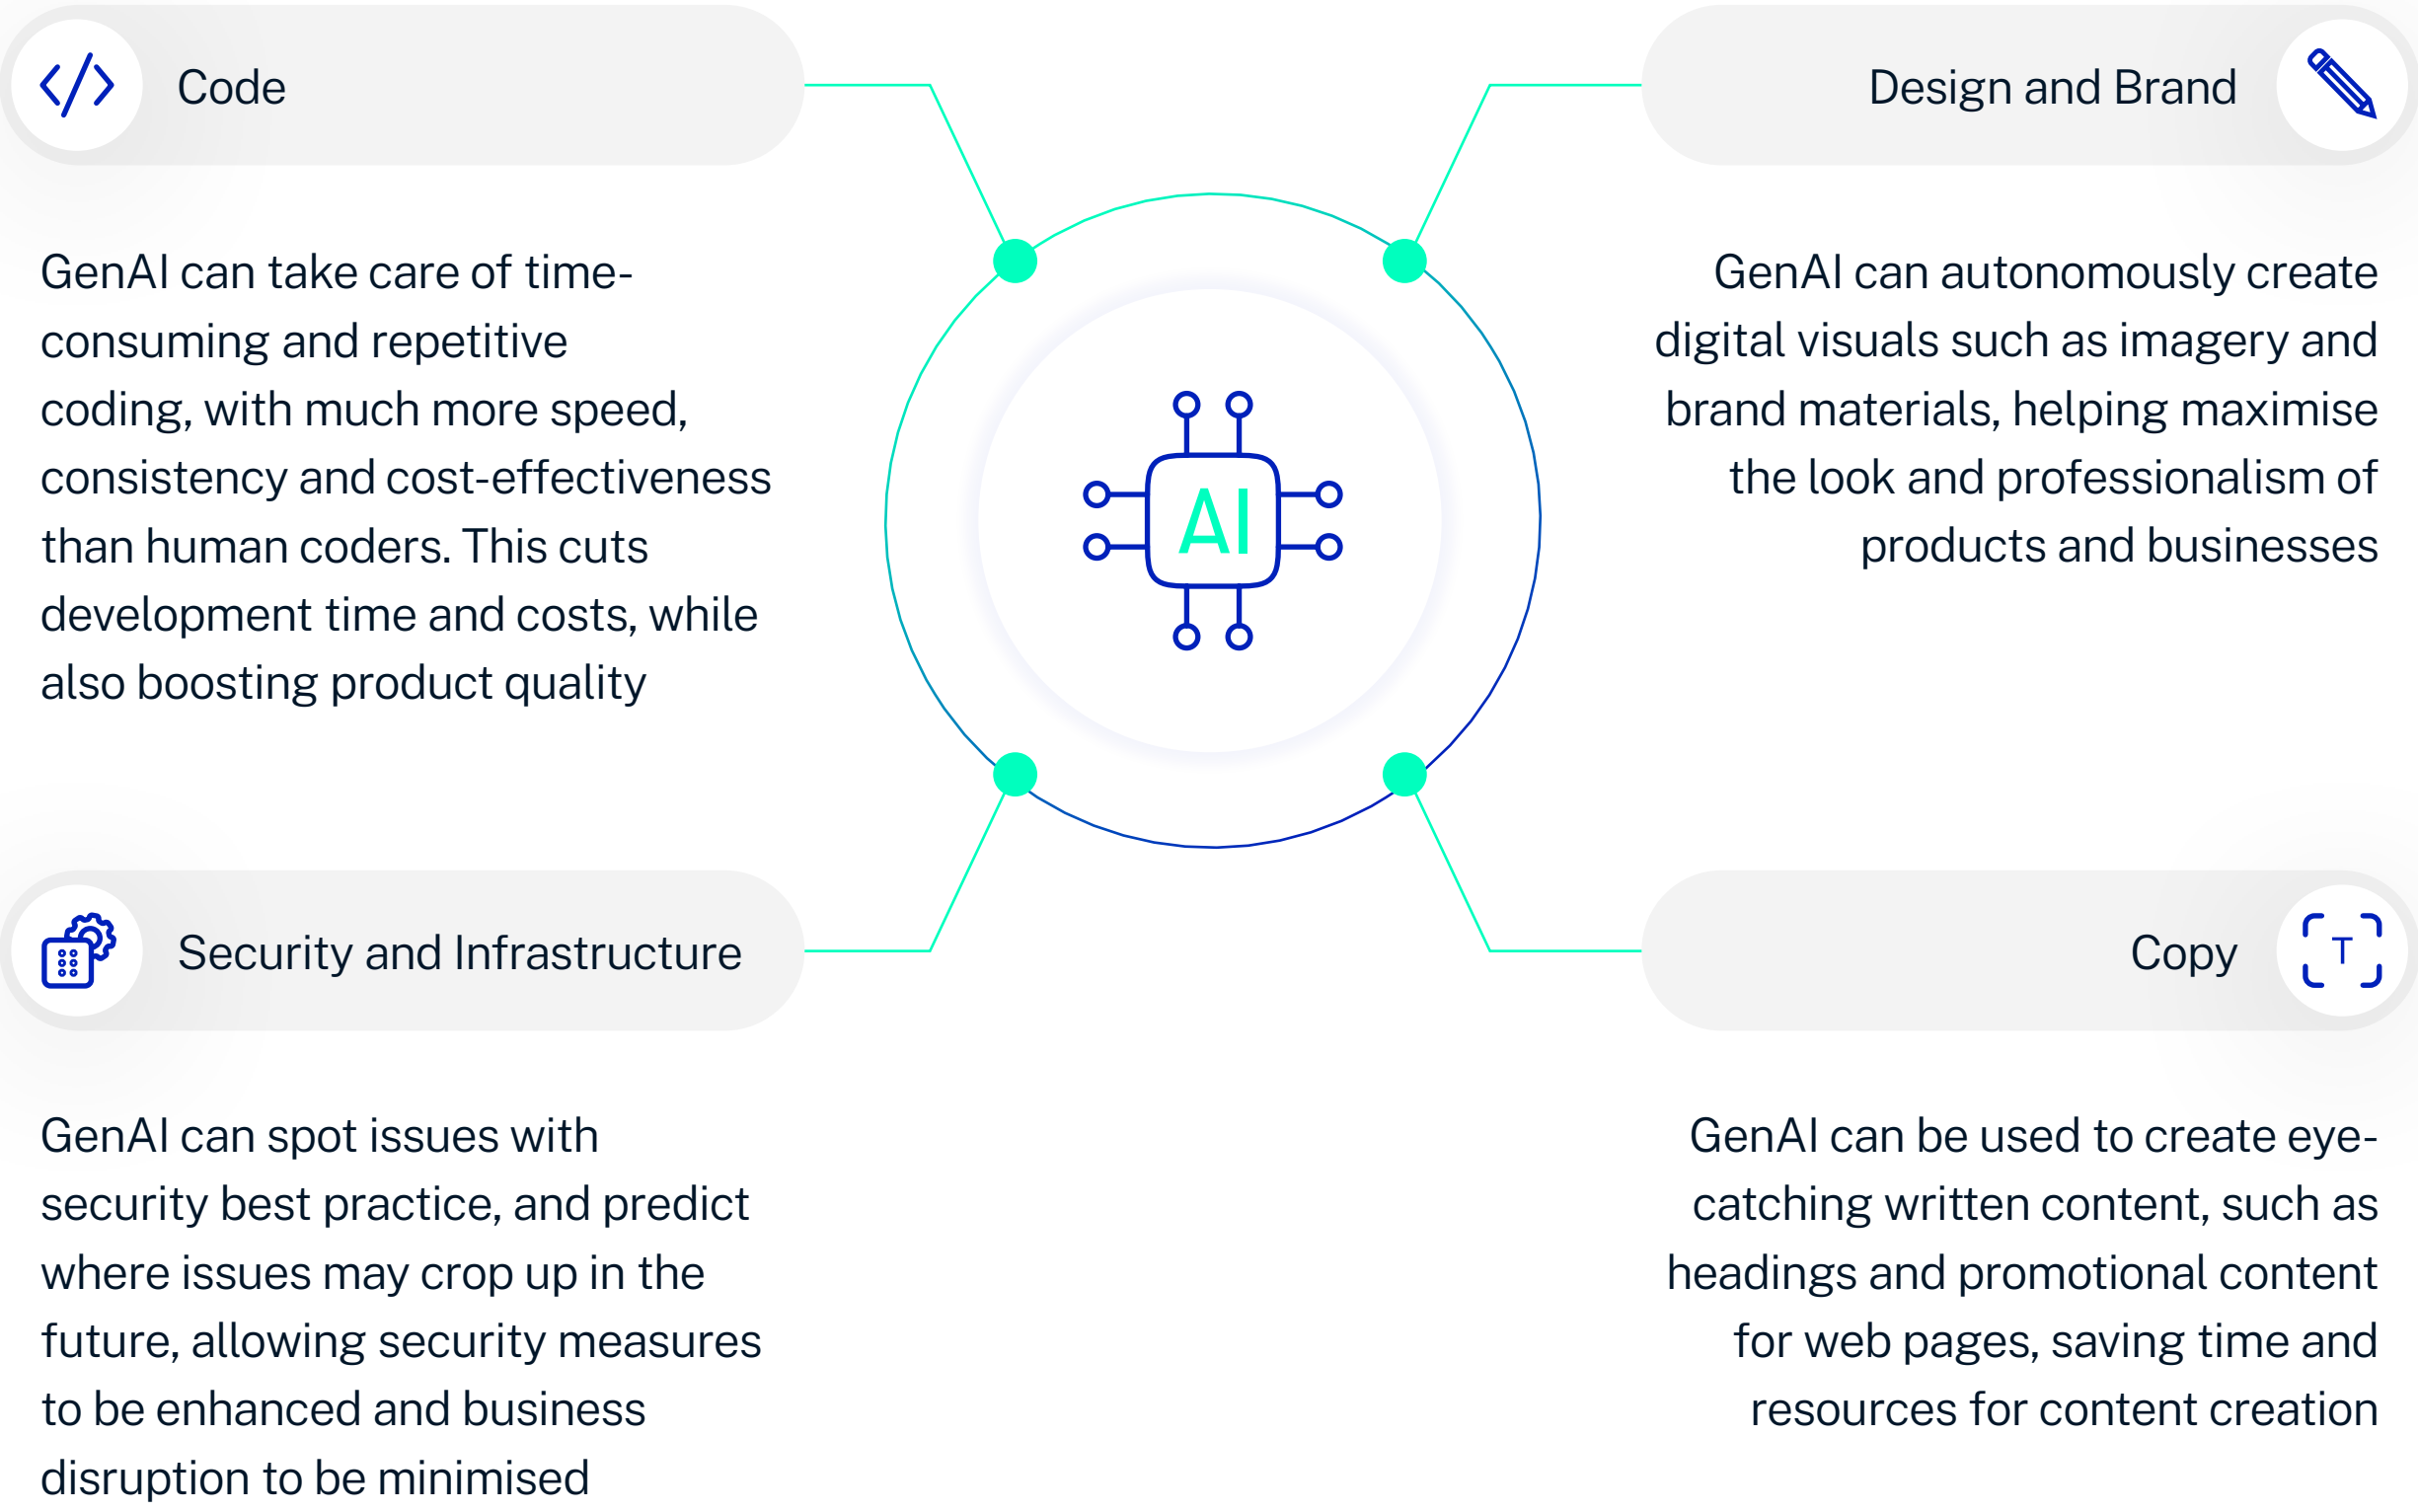 Code
GenAI can take care of time-
consuming and repetitive
coding, with much more speed,
consistency and cost-effectiveness
than human coders. This cuts
development time and costs, while
also boosting product quality
Design and Brand
GenAI can autonomously create
digital visuals such as imagery and
brand materials, helping maximise
the look and professionalism of
products and businesses
AI
Security and Infrastructure
GenAI can spot issues with
security best practice, and predict
where issues may crop up in the
future, allowing security measures
to be enhanced and business
disruption to be minimised
Copy
T
GenAI can be used to create eye-
catching written content, such as
headings and promotional content
for web pages, saving time and
resources for content creation